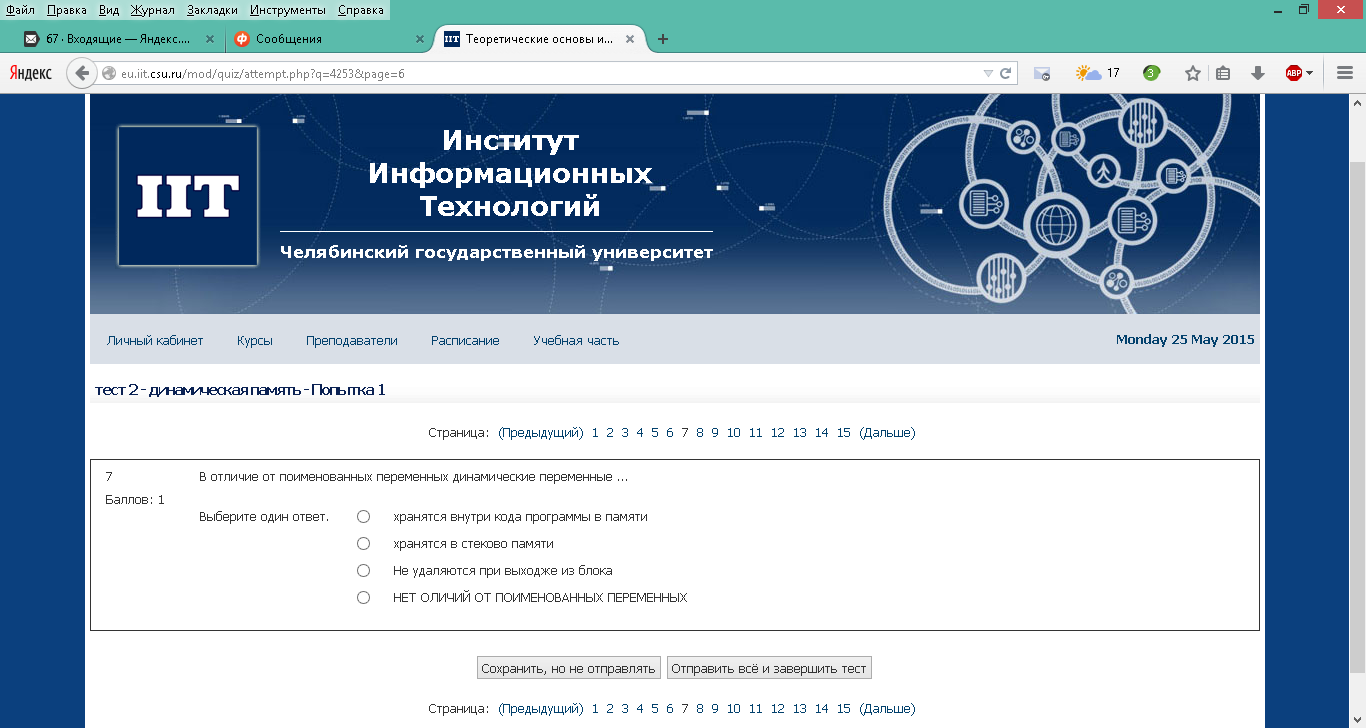 Файл Правка Вид Журнал Закладки Инструменты Справка
67 · Входящие — Яндекс.... Сообщения IIT Теоретические основы и...
Яндекс eu.iit.csu.ru/mod/quiz/attempt.php?q=4253&page=6 17 3 ABP
IIT
Институт
Информационных
Технологий
Челябинский государственный университет
Личный кабинет Курсы Преподаватели Расписание Учебная часть Monday 25 May 2015
тест 2 - динамическая память - Попытка 1
Страница: (Предыдущий) 1 2 3 4 5 6 7 8 9 10 11 12 13 14 15 (Дальше)
7 В отличие от поименованных переменных динамические переменные ...
Баллов: 1
Выберите один ответ. хранятся внутри кода программы в памяти
хранятся в стеково памяти
Не удаляются при выходже из блока
НЕТ ОЛИЧИЙ ОТ ПОИМЕНОВАННЫХ ПЕРЕМЕННЫХ
Сохранить, но не отправлять Отправить всё и завершить тест
Страница: (Предыдущий) 1 2 3 4 5 6 7 8 9 10 11 12 13 14 15 (Дальше)